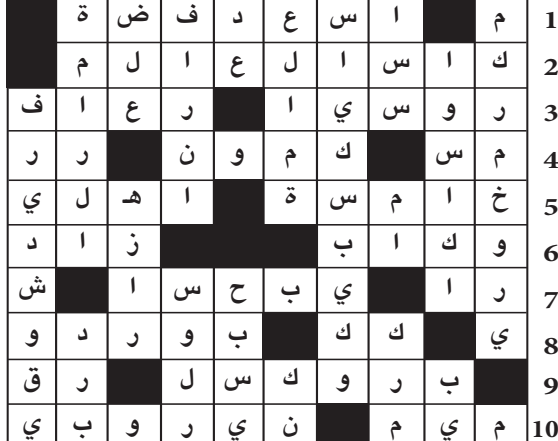 1 م ا س ع د ف ض ة
2 ك ا س ا ل ع ا ل م
3 ر و س ي ا ر ع ا ف
4 م س ك م و ن ر ر
5 خ ا م س ة ا هـ ل ي
6 و ك ا ب ز ا د
7 ر ا ي ب ح س ا ش
8 ي ك ك ب و ر د و
9 ب ر و ك س ل ر ق
10 م ي م ن ي ر و ب ي